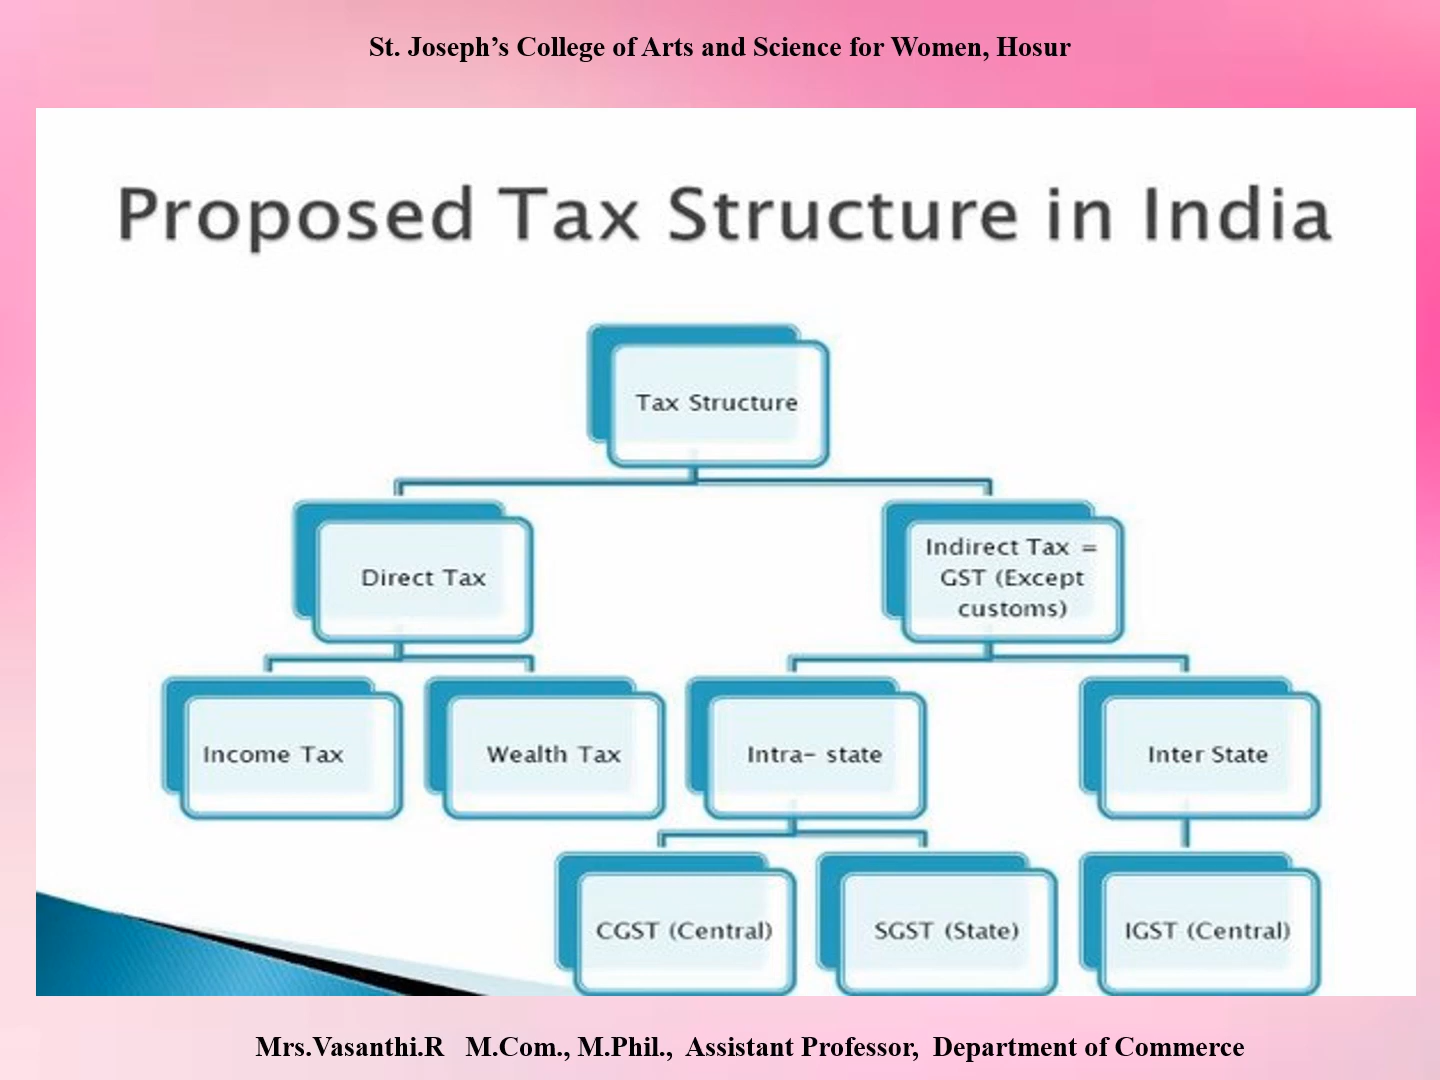 St. Joseph’s College of Arts and Science for Women, Hosur
Proposed Tax Structure in India
Tax Structure
Direct Tax
Indirect Tax =
GST (Except
customs)
Income Tax
Wealth Tax
Intra- state
Inter State
CGST (Central)
SGST (State)
IGST (Central)
Mrs.Vasanthi.R M.Com., M.Phil., Assistant Professor, Department of Commerce